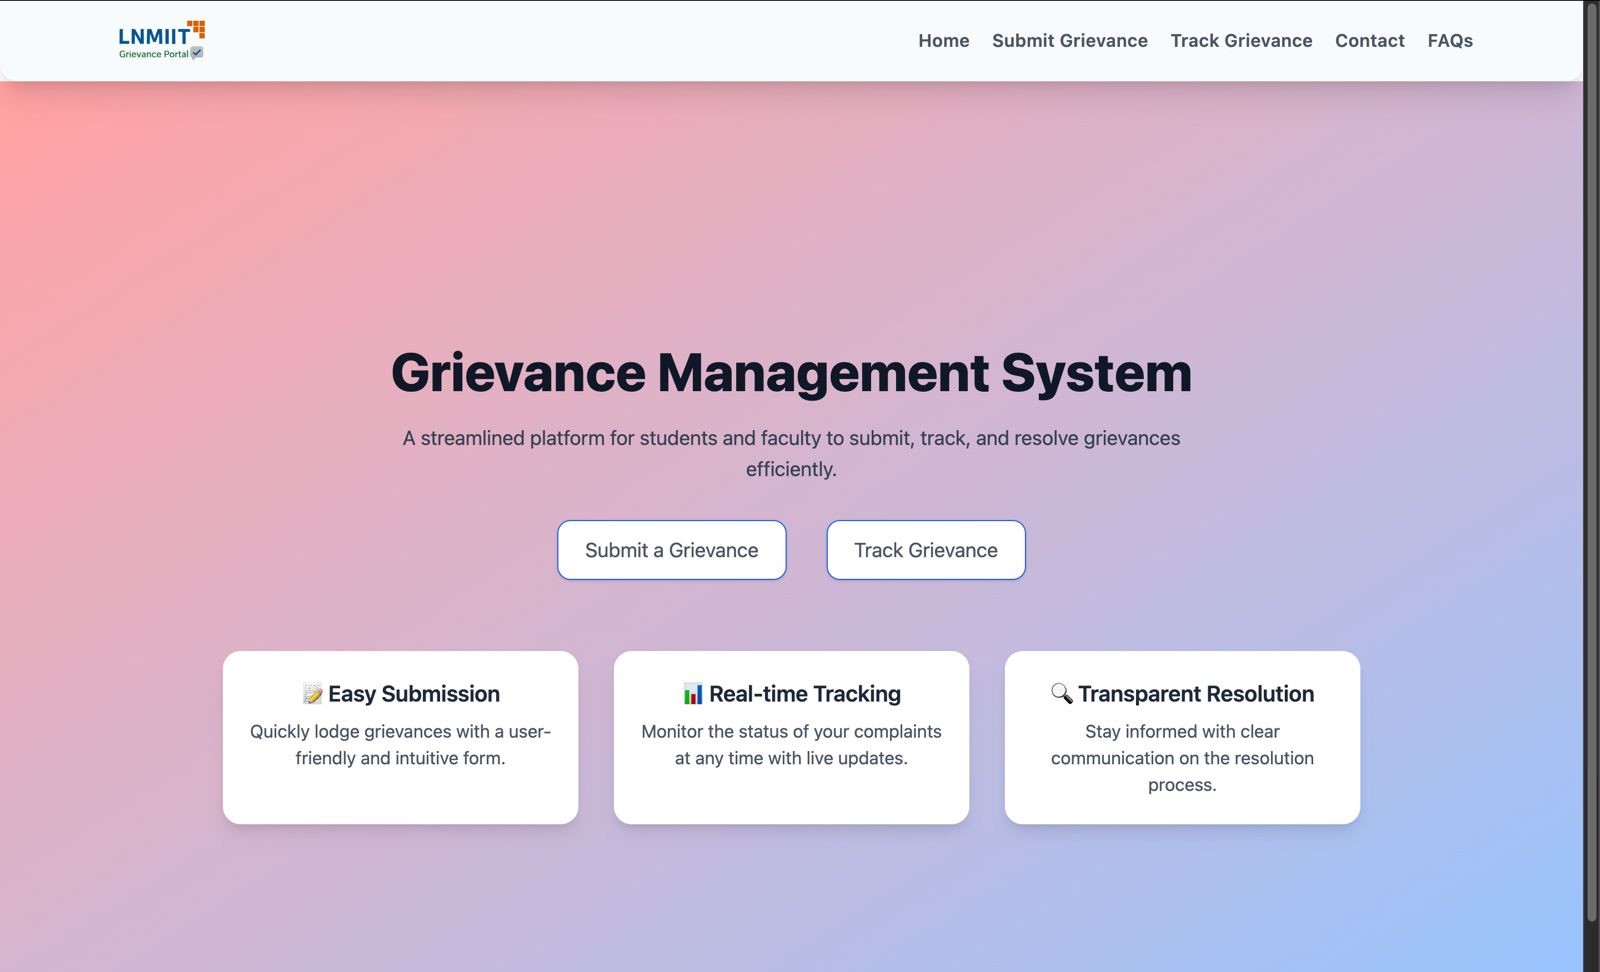 LNMIIT
Grievance Portal
Home Submit Grievance Track Grievance Contact FAQs
Grievance Management System
A streamlined platform for students and faculty to submit, track, and resolve grievances
efficiently.
Submit a Grievance Track Grievance
📝 Easy Submission
Quickly lodge grievances with a user-
friendly and intuitive form.
📊 Real-time Tracking
Monitor the status of your complaints
at any time with live updates.
🔍 Transparent Resolution
Stay informed with clear
communication on the resolution
process.